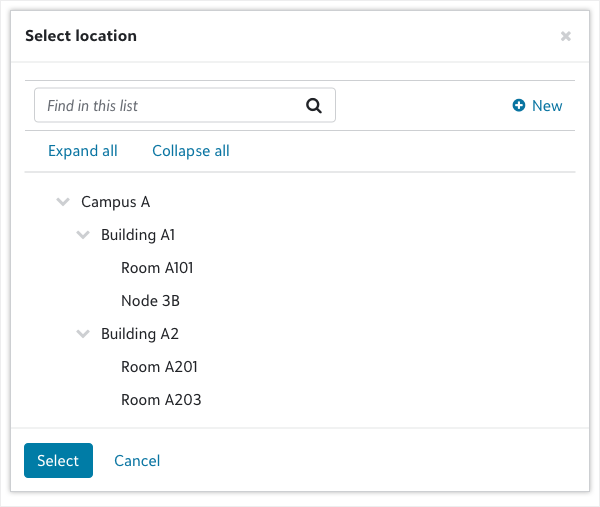 Select location
Find in this list
New
Expand all Collapse all
Campus A
Building A1
Room A101
Node 3B
Building A2
Room A201
Room A203
Select Cancel